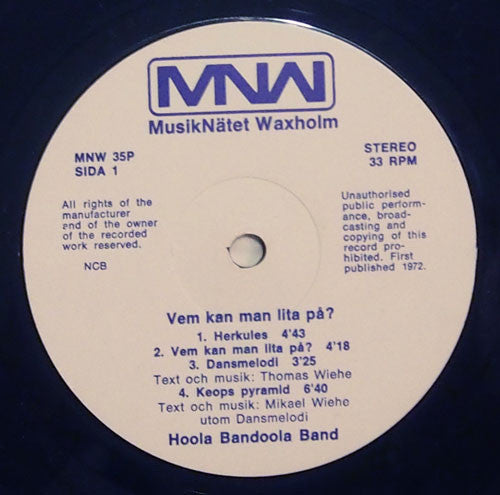 MNW
MusikNätet Waxholm
MNW 35P
SIDA 1
STEREO
33 RPM
All rights of the
manufacturer
and of the owner
of the recorded
work reserved.
NCB
Unauthorised
public perform-
ance, broad-
casting and
copying of this
record pro-
hibited. First
published 1972.
Vem kan man lita på?
1. Herkules 4'43
2. Vem kan man lita på? 4'18
3. Dansmelodi 3'25
Text och musik: Thomas Wiehe
4. Keops pyramid 6'40
Text och musik: Mikael Wiehe
utom Dansmelodi
Hoola Bandoola Band